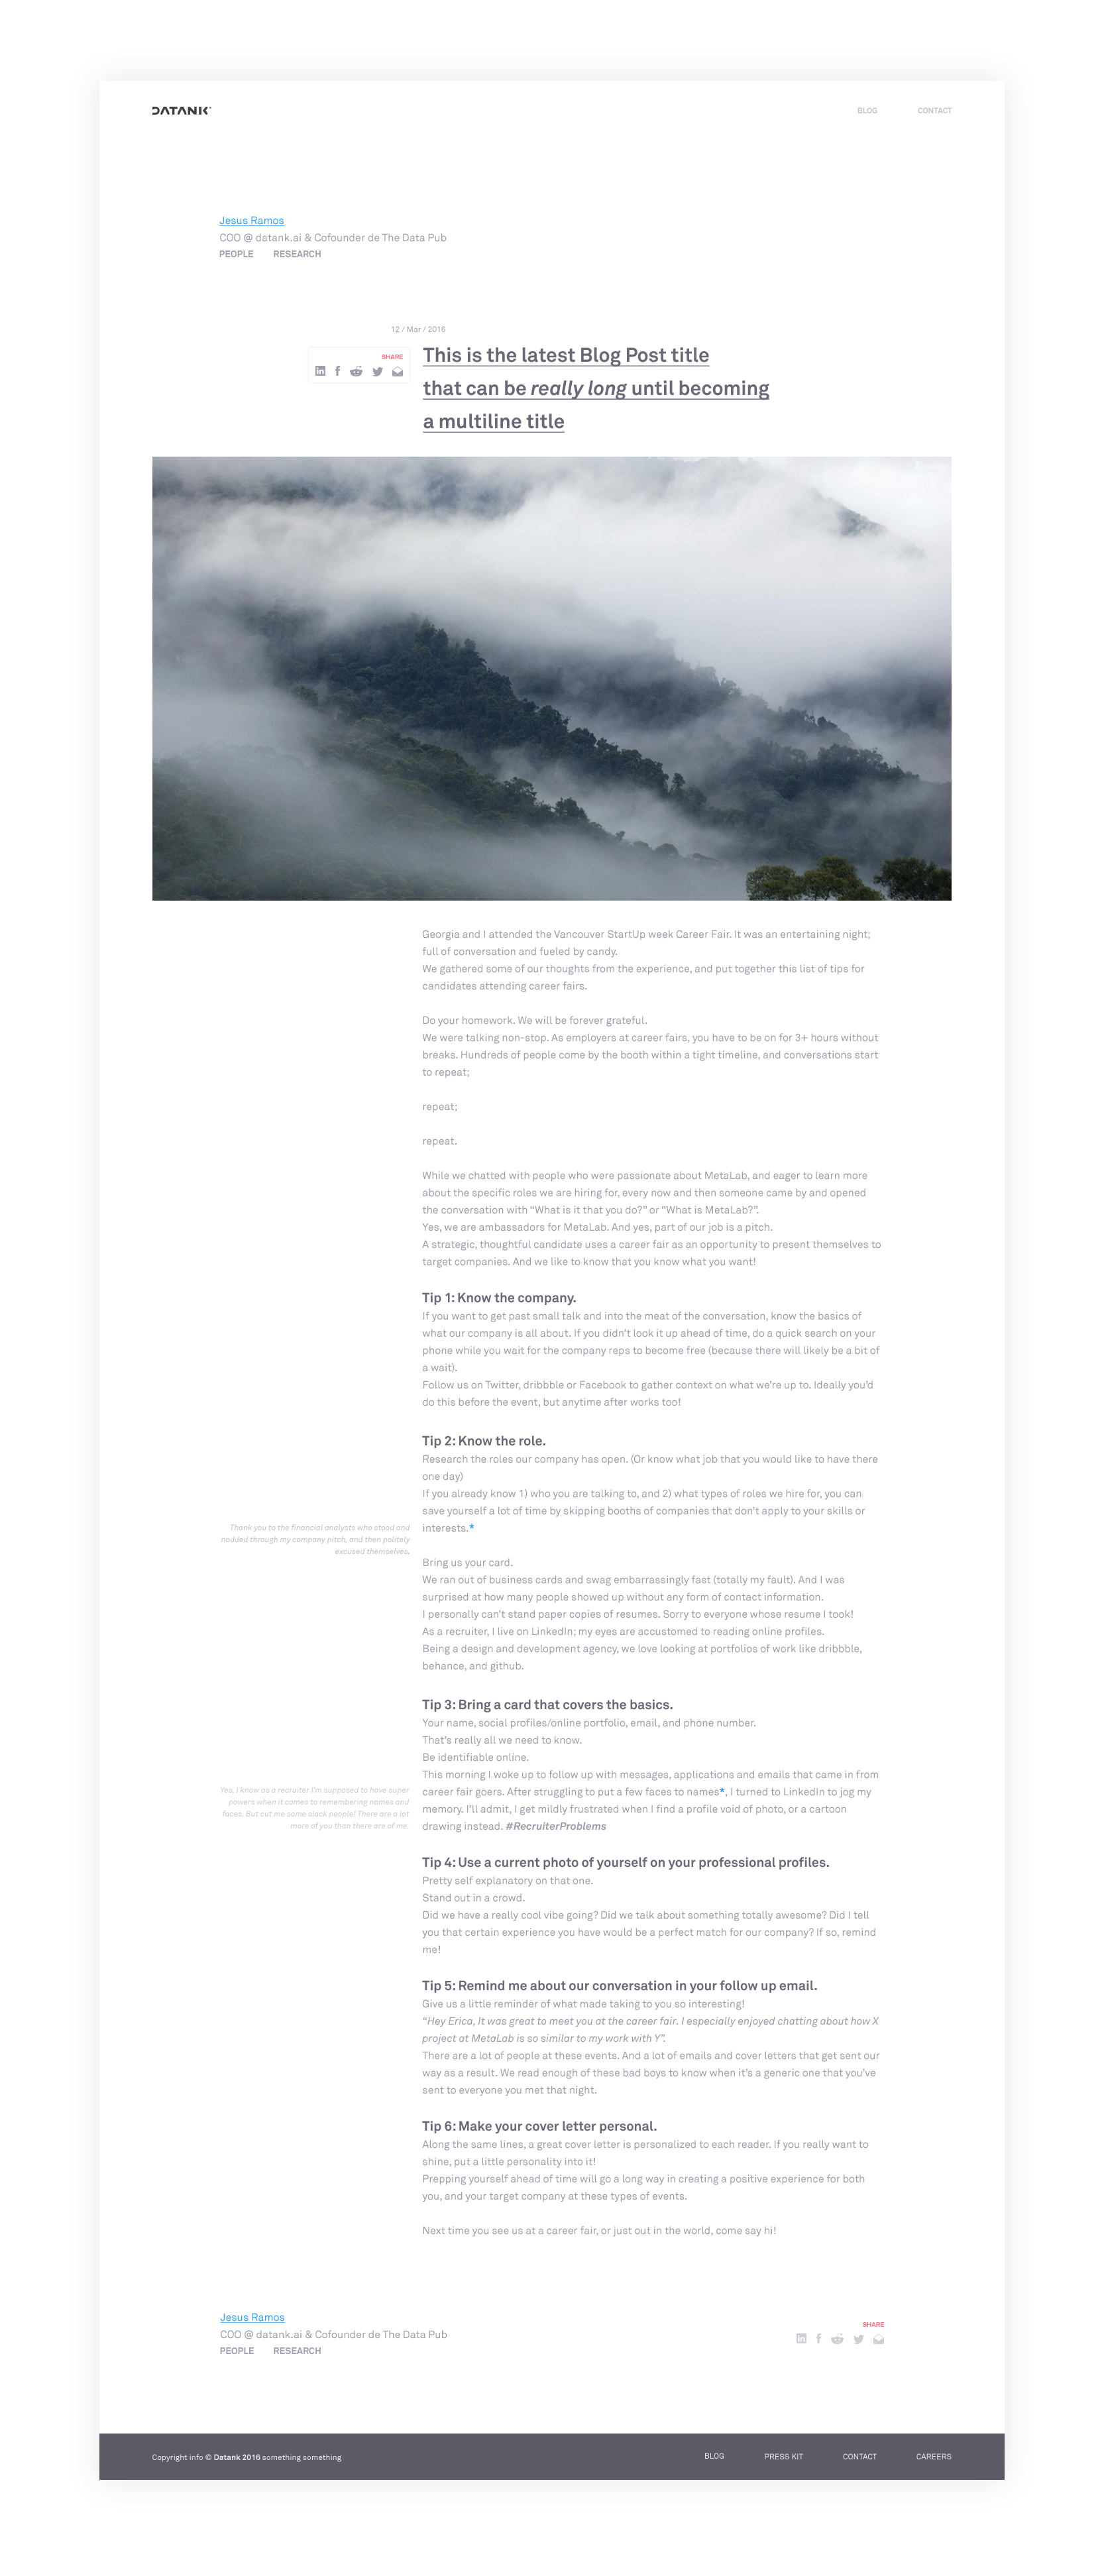 DATANK
BLOG CONTACT
Jesus Ramos
COO @ datank.ai & Cofounder de The Data Pub
PEOPLE RESEARCH
12 / Mar / 2016
SHARE
This is the latest Blog Post title
that can be really long until becoming
a multiline title
Georgia and I attended the Vancouver StartUp week Career Fair. It was an entertaining night;
full of conversation and fueled by candy.
We gathered some of our thoughts from the experience, and put together this list of tips for
candidates attending career fairs.
Do your homework. We will be forever grateful.
We were talking non-stop. As employers at career fairs, you have to be on for 3+ hours without
breaks. Hundreds of people come by the booth within a tight timeline, and conversations start
to repeat;
repeat;
repeat.
While we chatted with people who were passionate about MetaLab, and eager to learn more
about the specific roles we are hiring for, every now and then someone came by and opened
the conversation with “What is it that you do?” or “What is MetaLab?”.
Yes, we are ambassadors for MetaLab. And yes, part of our job is a pitch.
A strategic, thoughtful candidate uses a career fair as an opportunity to present themselves to
target companies. And we like to know that you know what you want!
Tip 1: Know the company.
If you want to get past small talk and into the meat of the conversation, know the basics of
what our company is all about. If you didn’t look it up ahead of time, do a quick search on your
phone while you wait for the company reps to become free (because there will likely be a bit of
a wait).
Follow us on Twitter, dribbble or Facebook to gather context on what we’re up to. Ideally you’d
do this before the event, but anytime after works too!
Tip 2: Know the role.
Research the roles our company has open. (Or know what job that you would like to have there
one day)
If you already know 1) who you are talking to, and 2) what types of roles we hire for, you can
save yourself a lot of time by skipping booths of companies that don’t apply to your skills or
interests.*
Thank you to the financial analysts who stood and
nodded through my company pitch, and then politely
excused themselves.
Bring us your card.
We ran out of business cards and swag embarrassingly fast (totally my fault). And I was
surprised at how many people showed up without any form of contact information.
I personally can’t stand paper copies of resumes. Sorry to everyone whose resume I took!
As a recruiter, I live on LinkedIn; my eyes are accustomed to reading online profiles.
Being a design and development agency, we love looking at portfolios of work like dribbble,
behance, and github.
Tip 3: Bring a card that covers the basics.
Your name, social profiles/online portfolio, email, and phone number.
That’s really all we need to know.
Be identifiable online.
This morning I woke up to follow up with messages, applications and emails that came in from
career fair goers. After struggling to put a few faces to names*, I turned to LinkedIn to jog my
memory. I’ll admit, I get mildly frustrated when I find a profile void of photo, or a cartoon
drawing instead. #RecruiterProblems
Yes, I know as a recruiter I’m supposed to have super
powers when it comes to remembering names and
faces. But cut me some slack people! There are a lot
more of you than there are of me.
Tip 4: Use a current photo of yourself on your professional profiles.
Pretty self explanatory on that one.
Stand out in a crowd.
Did we have a really cool vibe going? Did we talk about something totally awesome? Did I tell
you that certain experience you have would be a perfect match for our company? If so, remind
me!
Tip 5: Remind me about our conversation in your follow up email.
Give us a little reminder of what made taking to you so interesting!
“Hey Erica, It was great to meet you at the career fair. I especially enjoyed chatting about how X
project at MetaLab is so similar to my work with Y”.
There are a lot of people at these events. And a lot of emails and cover letters that get sent our
way as a result. We read enough of these bad boys to know when it’s a generic one that you’ve
sent to everyone you met that night.
Tip 6: Make your cover letter personal.
Along the same lines, a great cover letter is personalized to each reader. If you really want to
shine, put a little personality into it!
Prepping yourself ahead of time will go a long way in creating a positive experience for both
you, and your target company at these types of events.
Next time you see us at a career fair, or just out in the world, come say hi!
Jesus Ramos
COO @ datank.ai & Cofounder de The Data Pub
PEOPLE RESEARCH
SHARE
Copyright info © Datank 2016 something something
BLOG PRESS KIT CONTACT CAREERS